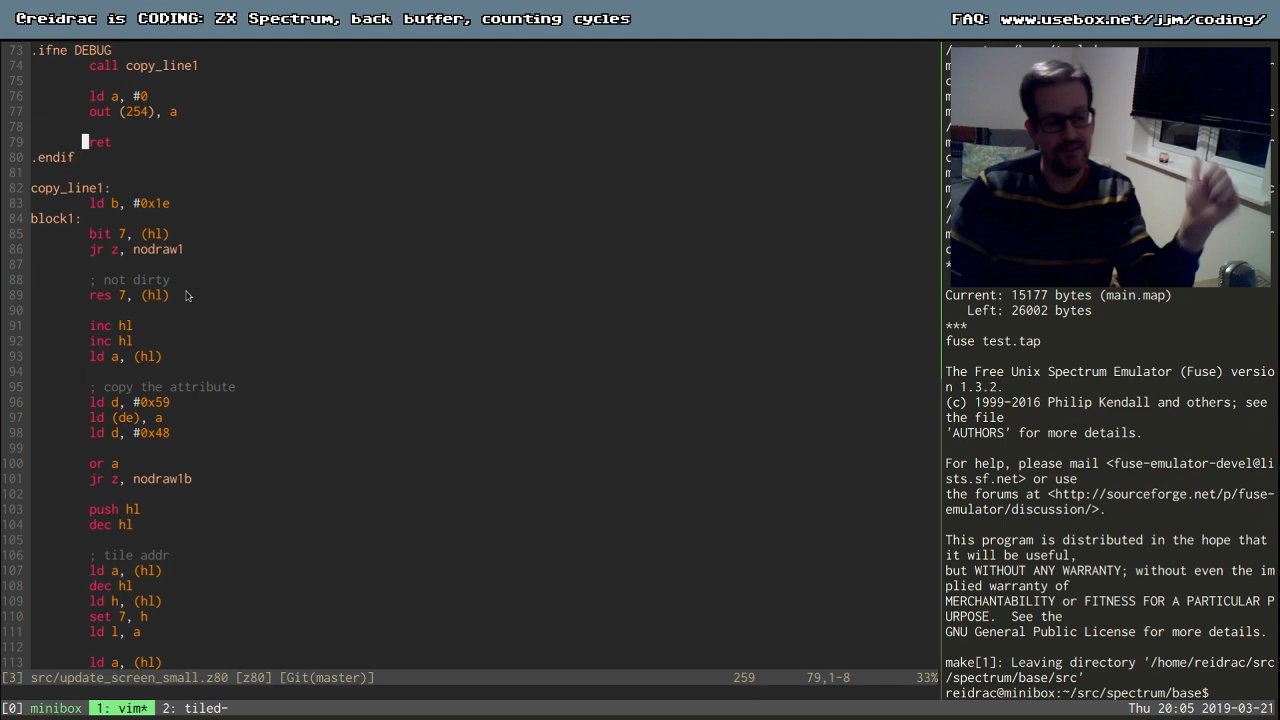 @reidrac is CODING: ZX Spectrum, back buffer, counting cycles
FAQ: www.usebox.net/jjm/coding/
73 .ifne DEBUG
74 call copy_line1
75
76 ld a, #0
77 out (254), a
78
79 ret
80 .endif
81
82 copy_line1:
83 ld b, #0x1e
84 block1:
85 bit 7, (hl)
86 jr z, nodraw1
87
88 ; not dirty
89 res 7, (hl)
90
91 inc hl
92 inc hl
93 ld a, (hl)
94
95 ; copy the attribute
96 ld d, #0x59
97 ld (de), a
98 ld d, #0x48
99
100 or a
101 jr z, nodraw1b
102
103 push hl
104 dec hl
105
106 ; tile addr
107 ld a, (hl)
108 dec hl
109 ld h, (hl)
110 set 7, h
111 ld l, a
112
113 ld a, (hl)
[3] src/update_screen_small.z80 [z80] [Git(master)] 259 79,1-8 33%
Current: 15177 bytes (main.map)
Left: 26002 bytes
***
fuse test.tap
The Free Unix Spectrum Emulator (Fuse) versio
n 1.3.2.
(c) 1999-2016 Philip Kendall and others; see
the file
'AUTHORS' for more details.
For help, please mail <fuse-emulator-devel@li
sts.sf.net> or use
the forums at <http://sourceforge.net/p/fuse-
emulator/discussion/>.
This program is distributed in the hope that
it will be useful,
but WITHOUT ANY WARRANTY; without even the im
plied warranty of
MERCHANTABILITY or FITNESS FOR A PARTICULAR P
URPOSE. See the
GNU General Public License for more details.
make[1]: Leaving directory '/home/reidrac/src
/spectrum/base/src'
reidrac@minibox:~/src/spectrum/base$
[0] minibox 1: vim* 2: tiled- Thu 20:05 2019-03-21